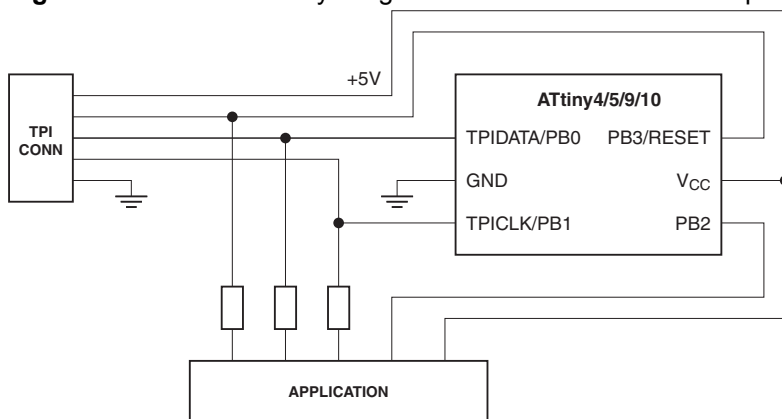 +5V
TPI
CONN
ATtiny4/5/9/10
TPIDATA/PB0 PB3/RESET
GND VCC
TPICLK/PB1 PB2
APPLICATION